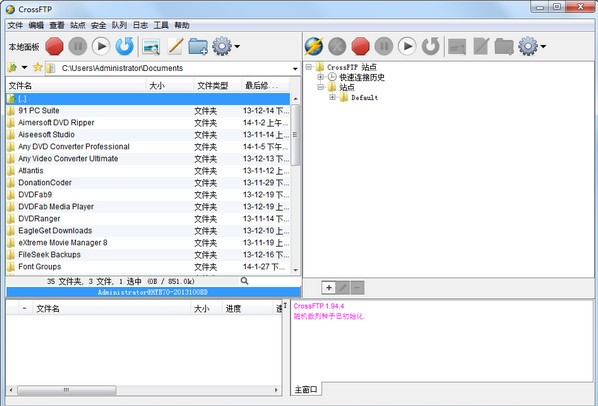 CrossFTP
文件 编辑 查看 站点 安全 队列 日志 工具 帮助
本地面板
C:\Users\Administrator\Documents
文件名 大小 文件类型 最后修...
[..]
91 PC Suite 文件夹 13-12-14 下...
Aimersoft DVD Ripper 文件夹 14-1-2 上午...
Aiseesoft Studio 文件夹 13-11-14 上...
Any DVD Converter Professional 文件夹 14-1-5 下午...
Any Video Converter Ultimate 文件夹 13-12-13 下...
Atlantis 文件夹 13-11-12 上...
DonationCoder 文件夹 13-11-29 下...
DVDFab9 文件夹 13-12-19 下...
DVDFab Media Player 文件夹 13-12-19 下...
DVDRanger 文件夹 13-11-14 下...
EagleGet Downloads 文件夹 13-12-10 上...
eXtreme Movie Manager 8 文件夹 13-11-19 上...
FileSeek Backups 文件夹 13-12-16 下...
Font Groups 文件夹 14-1-27 下...
35 文件夹, 3 文件, 1 选中 (0B / 851.0k)
CrossFTP 站点
快速连接历史
站点
Default
- 文件名 大小 进度 速
CrossFTP 1.94.4
随机数列种子已初始化.
主窗口